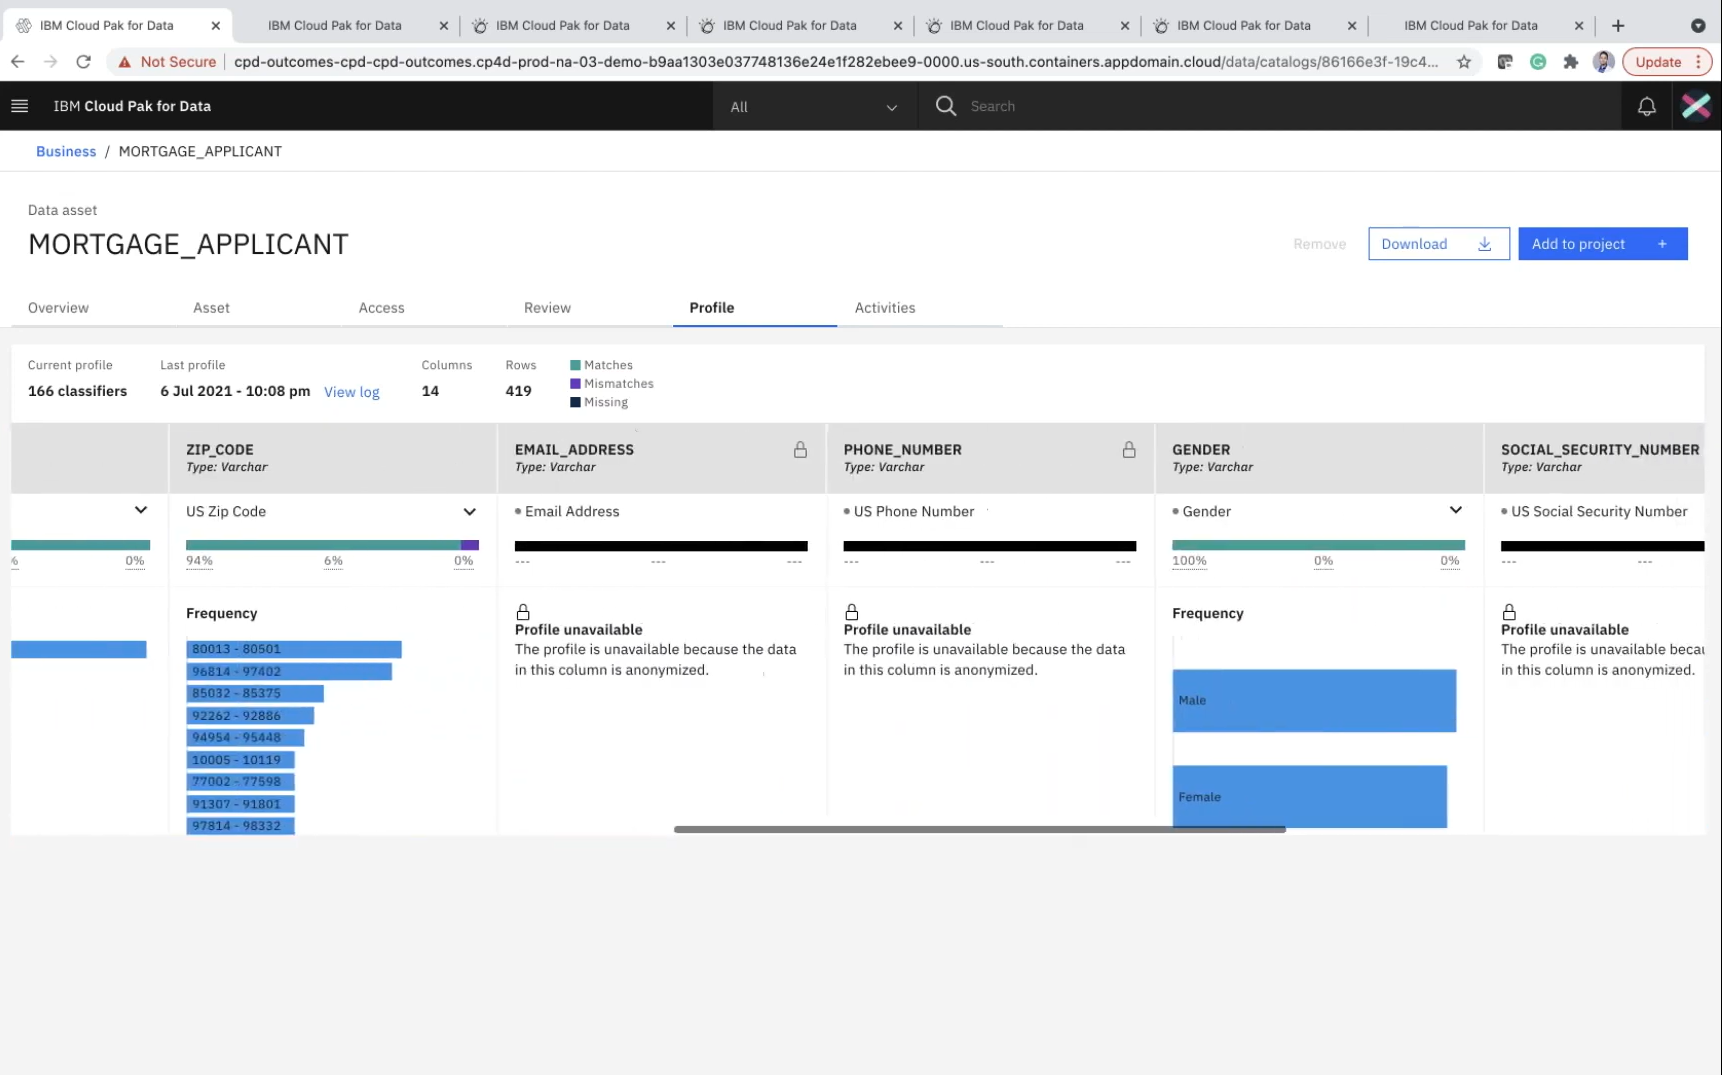 IBM Cloud Pak for Data
IBM Cloud Pak for Data
IBM Cloud Pak for Data
IBM Cloud Pak for Data
IBM Cloud Pak for Data
IBM Cloud Pak for Data
IBM Cloud Pak for Data
Not Secure
cpd-outcomes-cpd-cpd-outcomes.cp4d-prod-na-03-demo-b9aa1303e037748136e24e1f282ebee9-0000.us-south.containers.appdomain.cloud/data/catalogs/86166e3f-19c4...
Update
IBM Cloud Pak for Data
All
Search
Business / MORTGAGE_APPLICANT
Data asset
MORTGAGE_APPLICANT
Remove
Download
Add to project +
Overview
Asset
Access
Review
Profile
Activities
Current profile
166 classifiers
Last profile
6 Jul 2021 - 10:08 pm
View log
Columns
14
Rows
419
Matches
Mismatches
Missing
%
0%
ZIP_CODE
Type: Varchar
US Zip Code
94%
6%
0%
Frequency
80013 - 80501
96814 - 97402
85032 - 85375
92262 - 92886
94954 - 95448
10005 - 10119
77002 - 77598
91307 - 91801
97814 - 98332
EMAIL_ADDRESS
Type: Varchar
Email Address
---
---
---
Profile unavailable
The profile is unavailable because the data
in this column is anonymized.
PHONE_NUMBER
Type: Varchar
US Phone Number
---
---
---
Profile unavailable
The profile is unavailable because the data
in this column is anonymized.
GENDER
Type: Varchar
Gender
100%
0%
0%
Frequency
Male
Female
SOCIAL_SECURITY_NUMBER
Type: Varchar
US Social Security Number
---
---
Profile unavailable
The profile is unavailable becau
in this column is anonymized.